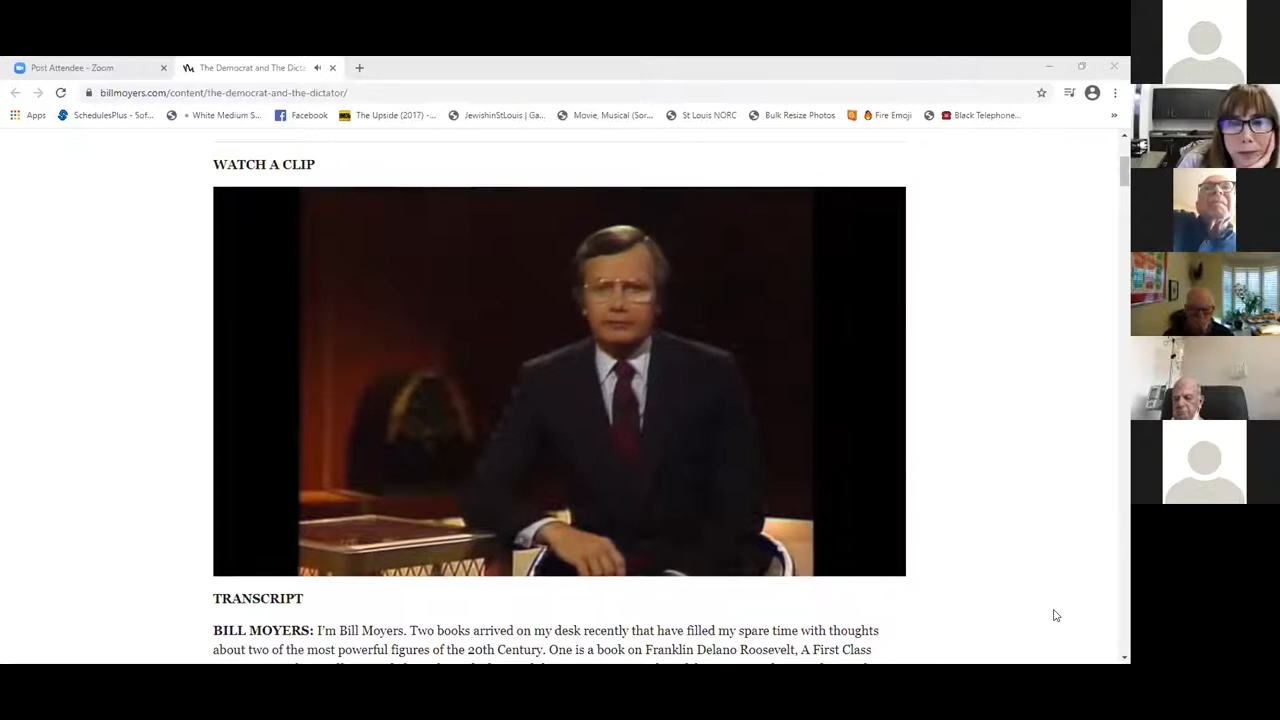 Post Attendee - Zoom
The Democrat and The Dicta
billmoyers.com/content/the-democrat-and-the-dictator/
Apps
SchedulesPlus - Sof...
White Medium S...
Facebook
The Upside (2017) -...
JewishinStLouis | Ga...
Movie, Musical (Sor...
St Louis NORC
Bulk Resize Photos
Fire Emoji
Black Telephone...
WATCH A CLIP
TRANSCRIPT
BILL MOYERS: I'm Bill Moyers. Two books arrived on my desk recently that have filled my spare time with thoughts
about two of the most powerful figures of the 20th Century. One is a book on Franklin Delano Roosevelt, A First Class